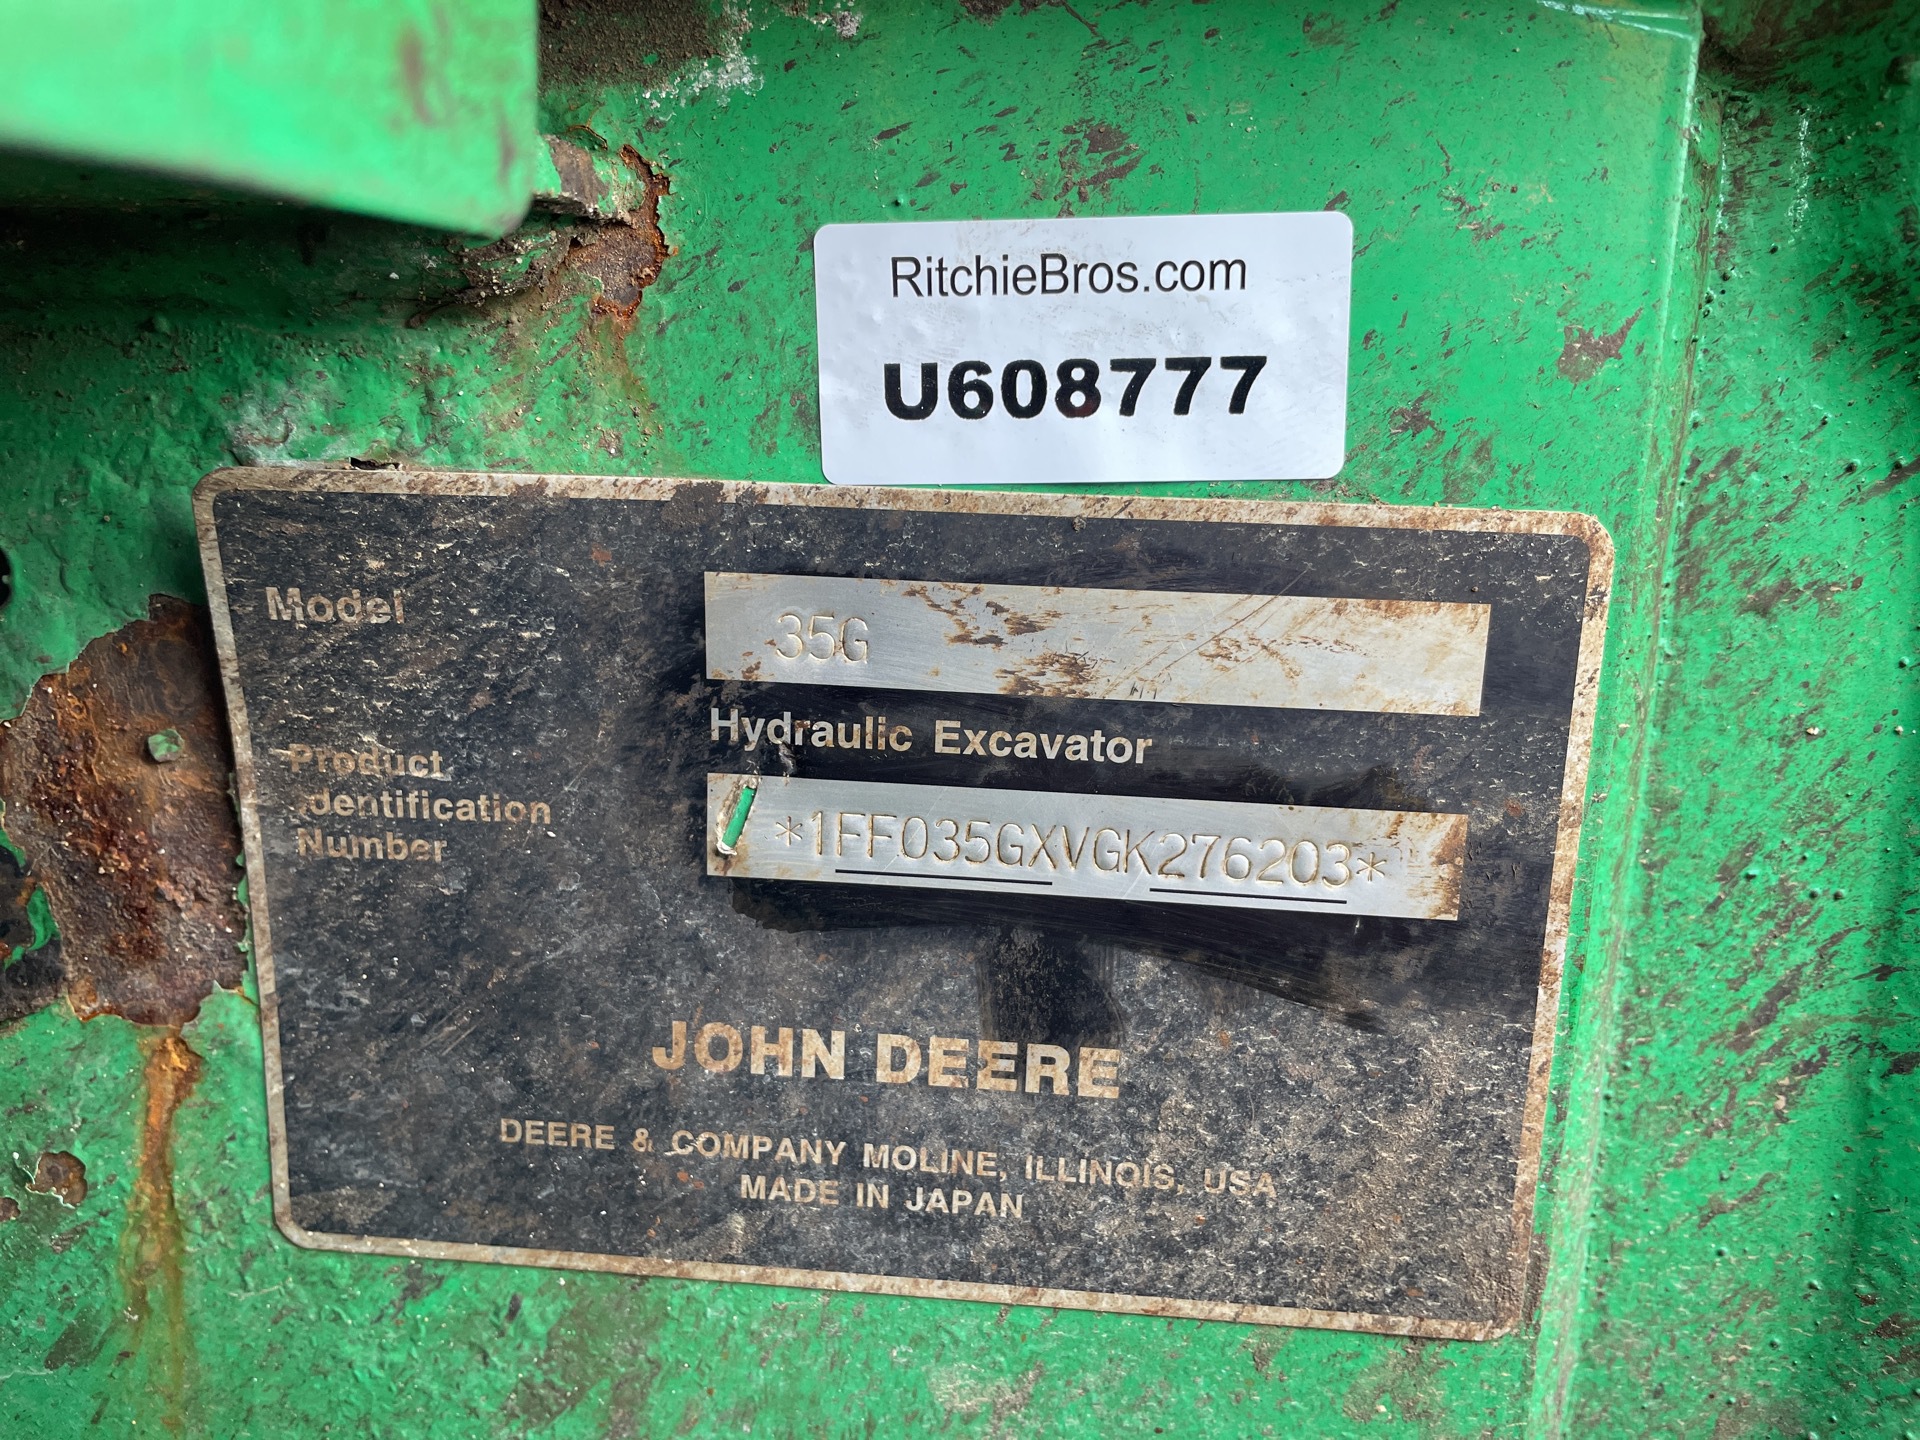 RitchieBros.com
U608777
Model
35G
Hydraulic Excavator
Product
Identification
Number
*1FF035GXVGK276203*
JOHN DEERE
DEERE & COMPANY MOLINE, ILLINOIS, USA
MADE IN JAPAN